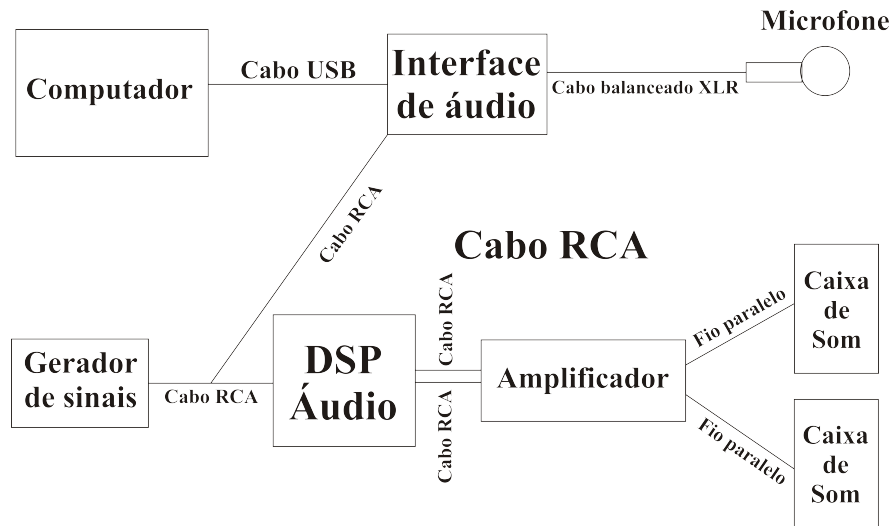 Microfone
Computador
Cabo USB
Interface
de áudio
Cabo balanceado XLR
Cabo RCA
Cabo RCA
Cabo RCA
Gerador
de sinais
Cabo RCA
DSP
Áudio
Cabo RCA
Amplificador
Fio paralelo
Caixa
de
Som
Fio paralelo
Caixa
de
Som